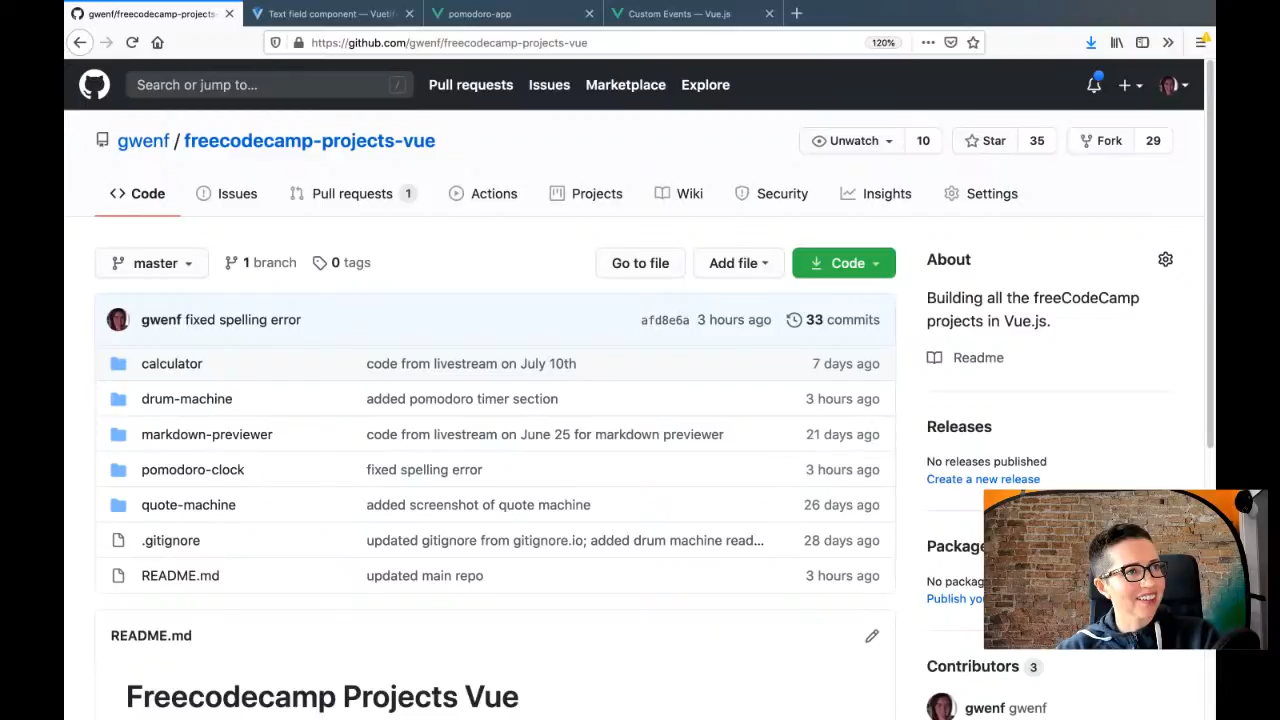 gwenf/freecodecamp-projects-
Text field component — Vuetif
pomodoro-app
Custom Events — Vue.js
https://github.com/gwenf/freecodecamp-projects-vue
120%
Search or jump to...
/
Pull requests
Issues
Marketplace
Explore
gwenf / freecodecamp-projects-vue
Unwatch 10
Star 35
Fork 29
Code
Issues
Pull requests 1
Actions
Projects
Wiki
Security
Insights
Settings
master
1 branch
0 tags
Go to file
Add file
Code
gwenf fixed spelling error afd8e6a 3 hours ago 33 commits
calculator code from livestream on July 10th 7 days ago
drum-machine added pomodoro timer section 3 hours ago
markdown-previewer code from livestream on June 25 for markdown previewer 21 days ago
pomodoro-clock fixed spelling error 3 hours ago
quote-machine added screenshot of quote machine 26 days ago
.gitignore updated gitignore from gitignore.io; added drum machine read... 28 days ago
README.md updated main repo 3 hours ago
README.md
Freecodecamp Projects Vue
About
Building all the freeCodeCamp
projects in Vue.js.
Readme
Releases
No releases published
Create a new release
Package
No packag
Publish yo
Contributors 3
gwenf gwenf